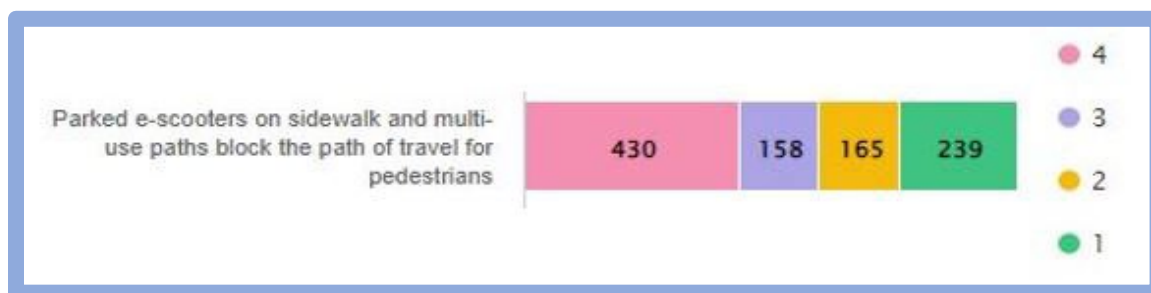 Parked e-scooters on sidewalk and multi-
use paths block the path of travel for
pedestrians
430 158 165 239
4
3
2
1